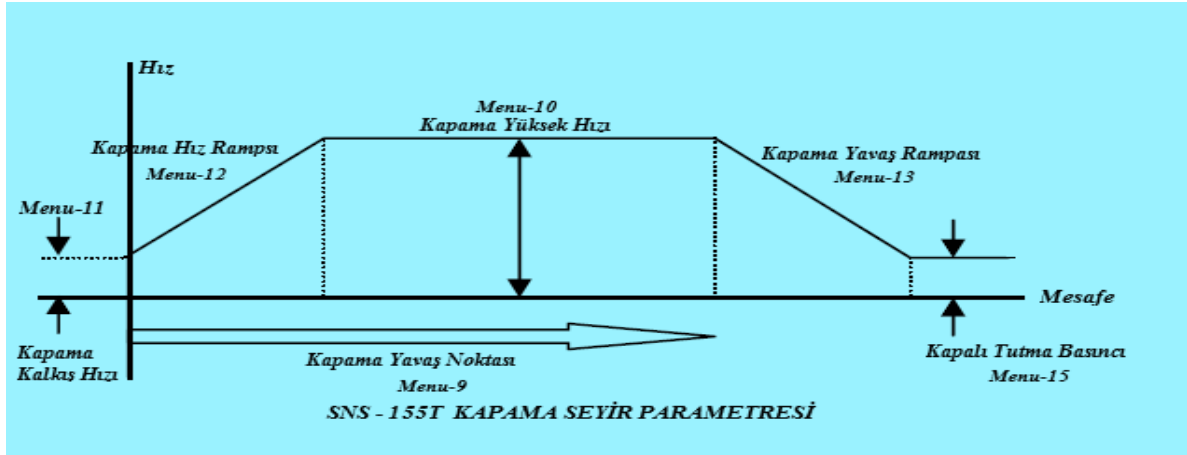 Hız
Menu-10
Kapama Yüksek Hızı
Kapama Hız Rampsı
Menu-12
Kapama Yavaş Rampası
Menu-13
Menu-11
Mesafe
Kapama
Kalkış Hızı
Kapama Yavaş Noktası
Menu-9
Kapalı Tutma Basıncı
Menu-15
SNS - 155T KAPAMA SEYİR PARAMETRESİ